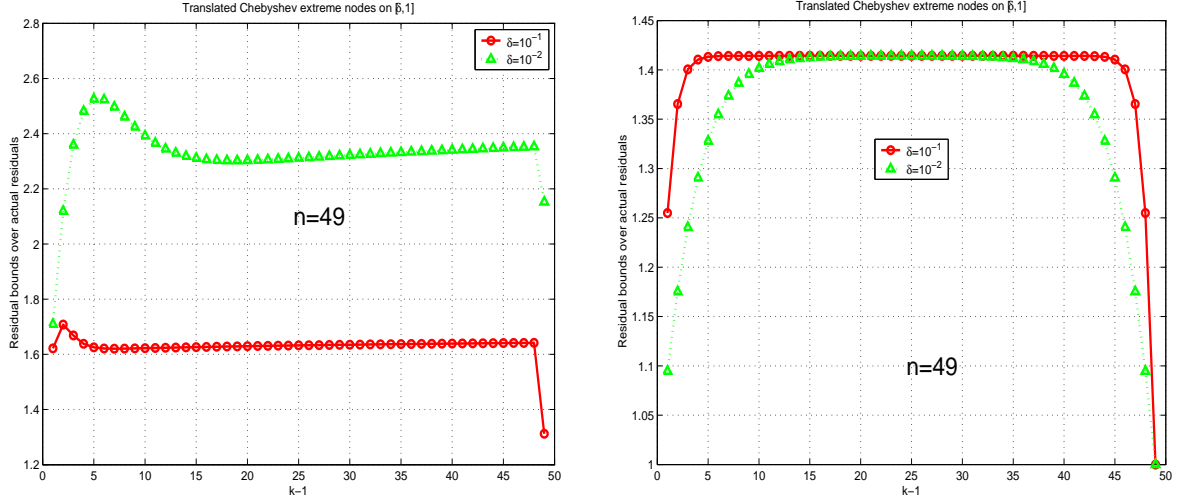 Translated Chebyshev extreme nodes on [δ,1]
Residual bounds over actual residuals
2.8
2.6
2.4
2.2
2
1.8
1.6
1.4
1.2
δ=10⁻¹
δ=10⁻²
n=49
0 5 10 15 20 25 30 35 40 45 50
k−1
Translated Chebyshev extreme nodes on [δ,1]
Residual bounds over actual residuals
1.45
1.4
1.35
1.3
1.25
1.2
1.15
1.1
1.05
1
δ=10⁻¹
δ=10⁻²
n=49
0 5 10 15 20 25 30 35 40 45 50
k−1